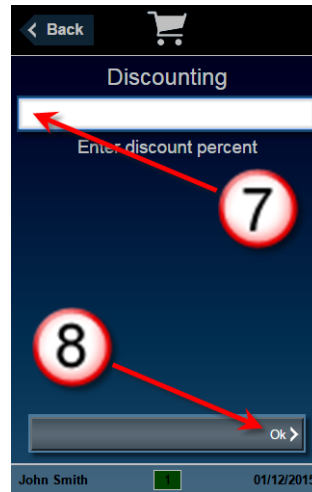 Back
Discounting
Enter discount percent
7
8
Ok
John Smith 1 01/12/2015